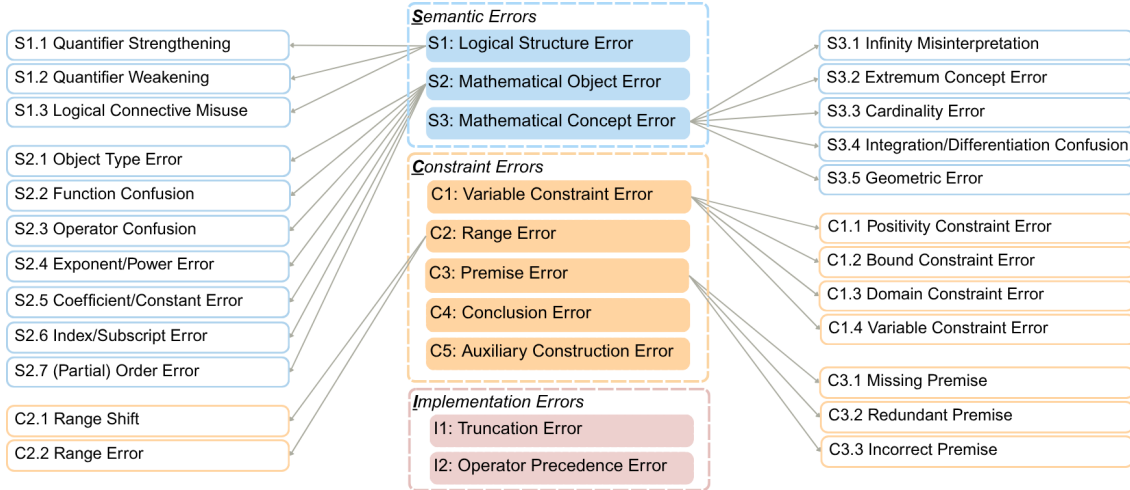 Semantic Errors
S1: Logical Structure Error
S2: Mathematical Object Error
S3: Mathematical Concept Error
S1.1 Quantifier Strengthening
S1.2 Quantifier Weakening
S1.3 Logical Connective Misuse
S2.1 Object Type Error
S2.2 Function Confusion
S2.3 Operator Confusion
S2.4 Exponent/Power Error
S2.5 Coefficient/Constant Error
S2.6 Index/Subscript Error
S2.7 (Partial) Order Error
C2.1 Range Shift
C2.2 Range Error
Constraint Errors
C1: Variable Constraint Error
C2: Range Error
C3: Premise Error
C4: Conclusion Error
C5: Auxiliary Construction Error
Implementation Errors
I1: Truncation Error
I2: Operator Precedence Error
S3.1 Infinity Misinterpretation
S3.2 Extremum Concept Error
S3.3 Cardinality Error
S3.4 Integration/Differentiation Confusion
S3.5 Geometric Error
C1.1 Positivity Constraint Error
C1.2 Bound Constraint Error
C1.3 Domain Constraint Error
C1.4 Variable Constraint Error
C3.1 Missing Premise
C3.2 Redundant Premise
C3.3 Incorrect Premise